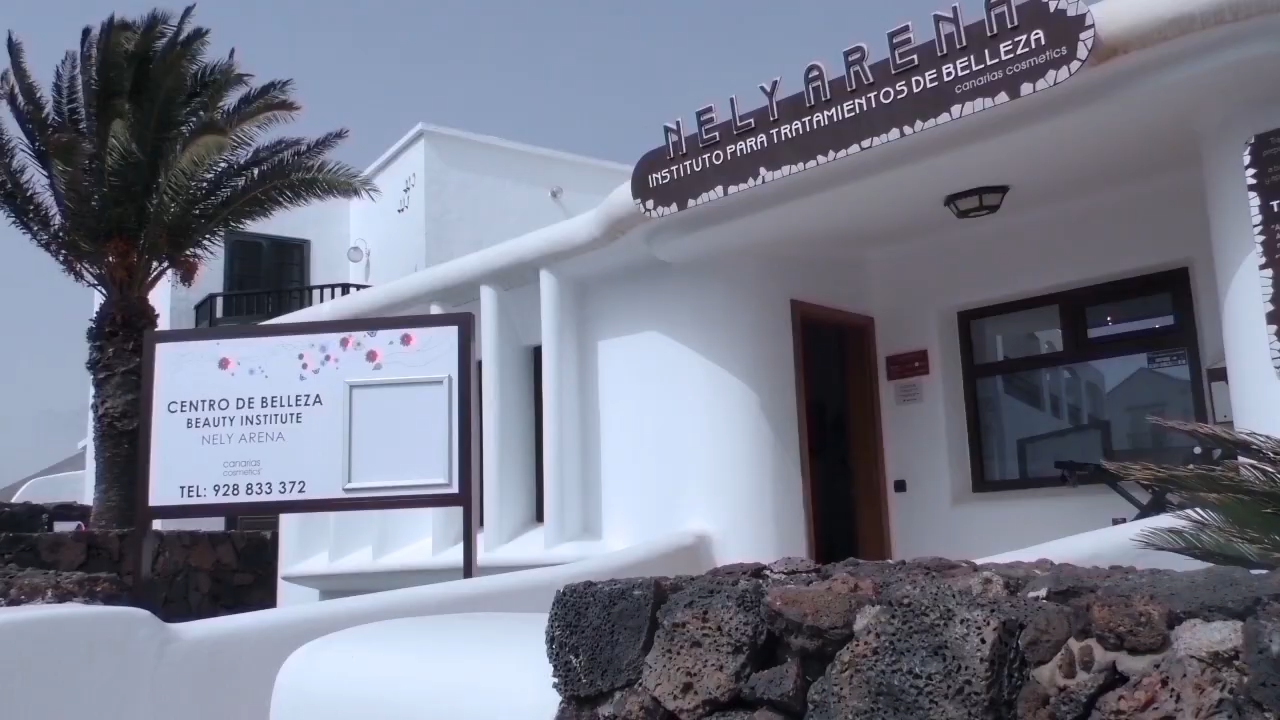 NELY ARENA
INSTITUTO PARA TRATAMIENTOS DE BELLEZA
canarias cosmetics
CENTRO DE BELLEZA
BEAUTY INSTITUTE
NELY ARENA
canarias
cosmetics
TEL: 928 833 372